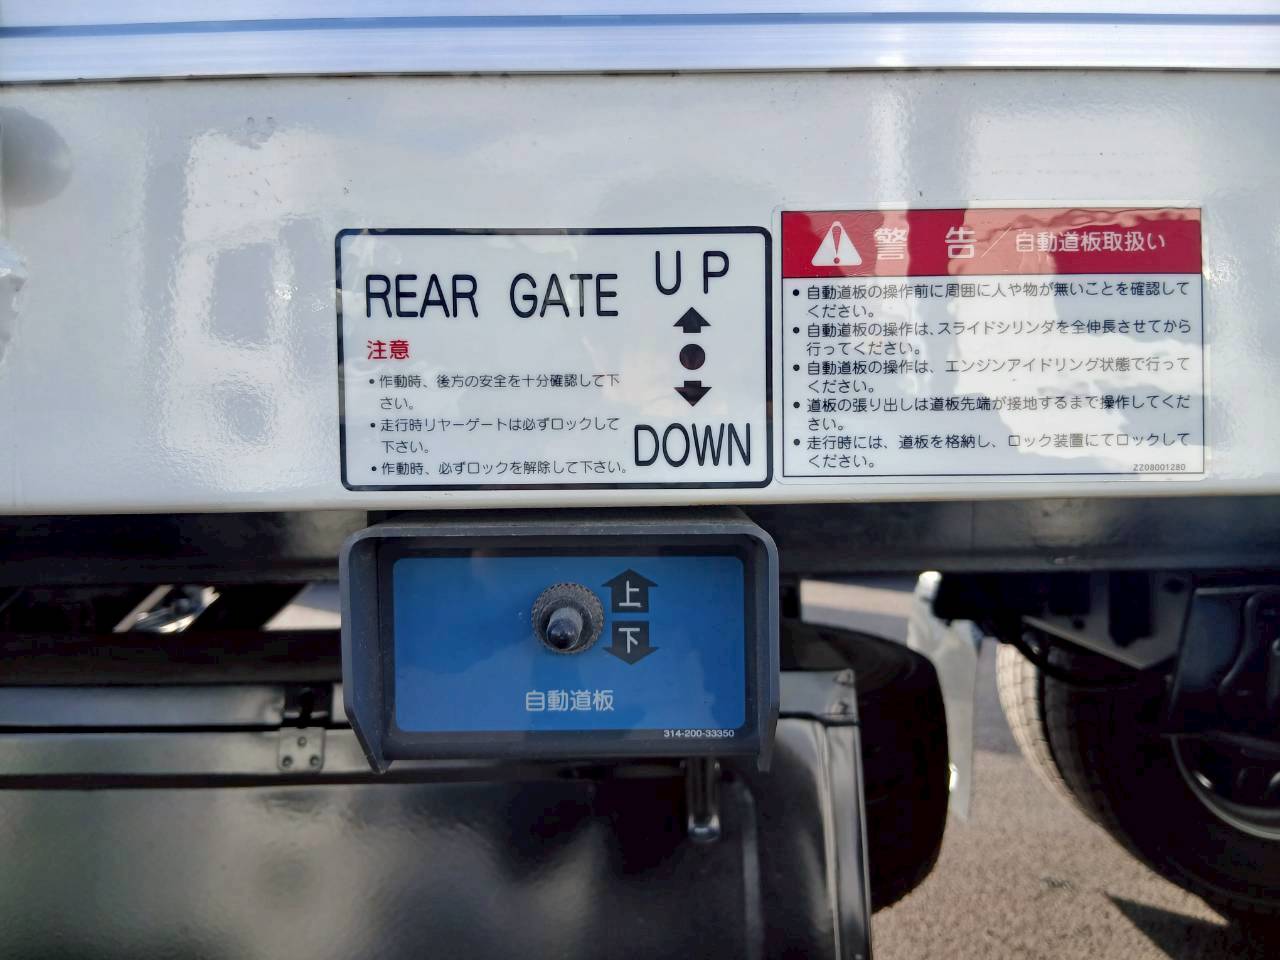 REAR GATE
UP
DOWN
注意
•作動時、後方の安全を十分確認して下
さい。
•走行時リヤーゲートは必ずロックして
下さい。
•作動時、必ずロックを解除して下さい。
警告／自動道板取扱い
•自動道板の操作前に周囲に人や物が無いことを確認して
ください。
•自動道板の操作は、スライドシリンダを全伸長させてから
行ってください。
•自動道板の操作は、エンジンアイドリング状態で行って
ください。
•道板の張り出しは道板先端が接地するまで操作してくだ
さい。
•走行時には、道板を格納し、ロック装置にてロックして
ください。
ZZ08001280
上
下
自動道板
314-200-33350